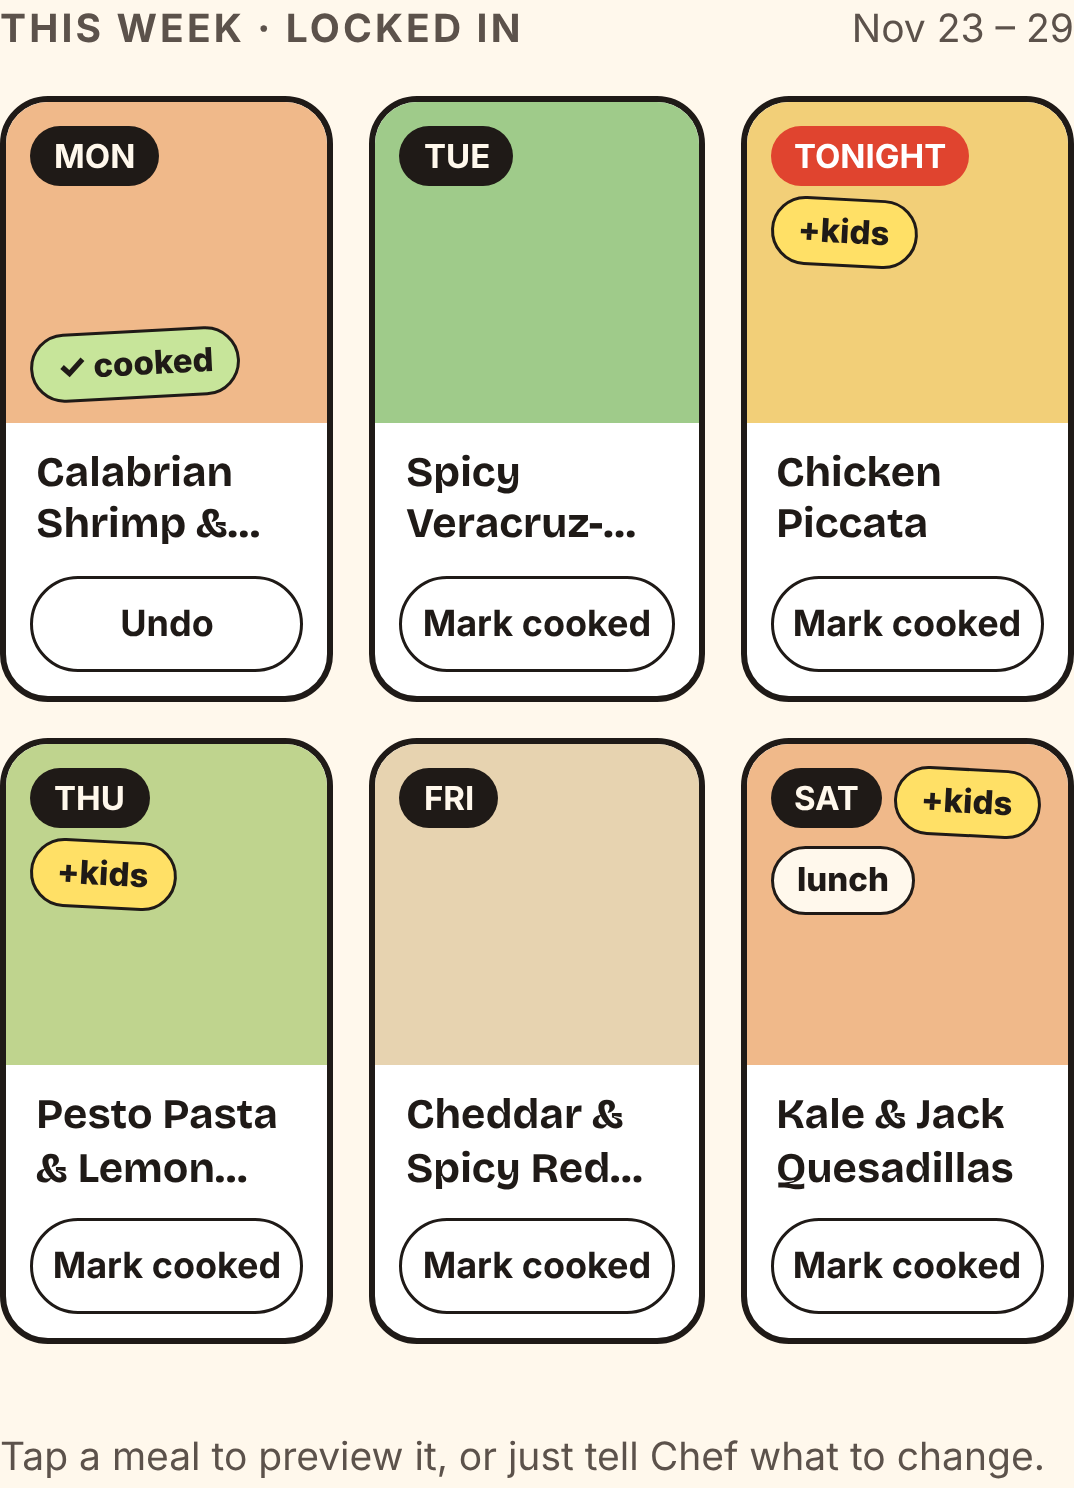 THIS WEEK · LOCKED IN
Nov 23 – 29
MON
✓ cooked
Calabrian
Shrimp &...
Undo
TUE
Spicy
Veracruz-...
Mark cooked
TONIGHT
+kids
Chicken
Piccata
Mark cooked
THU
+kids
Pesto Pasta
& Lemon...
Mark cooked
FRI
Cheddar &
Spicy Red...
Mark cooked
SAT
+kids
lunch
Kale & Jack
Quesadillas
Mark cooked
Tap a meal to preview it, or just tell Chef what to change.